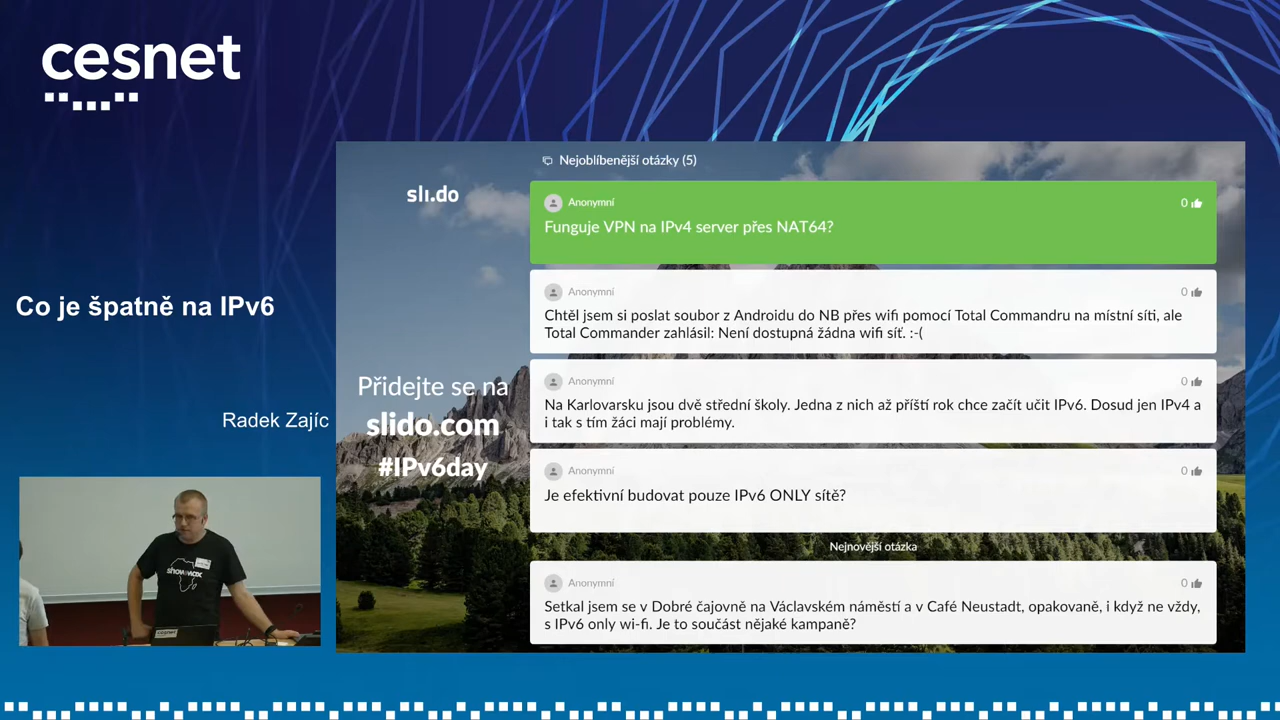 cesnet
Nejoblíbenější otázky (5)
sli.do
Anonymní
0
Funguje VPN na IPv4 server přes NAT64?
Anonymní
0
Chtěl jsem si poslat soubor z Androidu do NB přes wifi pomocí Total Commandru na místní síti, ale
Total Commander zahlásil: Není dostupná žádna wifi síť. :-(
Co je špatně na IPv6
Přidejte se na
slido.com
#IPv6day
Anonymní
0
Na Karlovarsku jsou dvě střední školy. Jedna z nich až příští rok chce začít učit IPv6. Dosud jen IPv4 a
i tak s tím žáci mají problémy.
Radek Zajíc
Anonymní
0
Je efektivní budovat pouze IPv6 ONLY sítě?
Nejnovější otázka
Anonymní
0
Setkal jsem se v Dobré čajovně na Václavském náměstí a v Café Neustadt, opakovaně, i když ne vždy,
s IPv6 only wi-fi. Je to součást nějaké kampaně?
showmax
cesnet